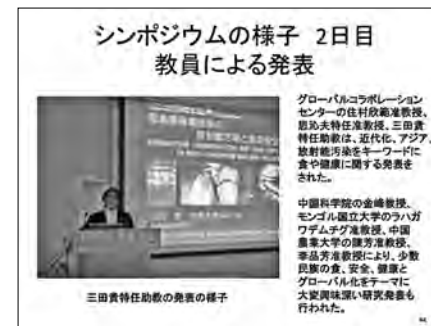 シンポジウムの様子 2日目
教員による発表
グローバルコラボレーション
センターの住村欣範准教授、
思沁夫特任准教授、三田貴
特任助教は、近代化、アジア、
放射能汚染をキーワードに
食や健康に関する発表を
された。
中国科学院の金峰教授、
モンゴル国立大学のラハガ
ワデムチグ准教授、中国
農業大学の陳芳准教授、
李品芳准教授により、少数
民族の食、安全、健康と
グローバル化をテーマに
大変興味深い研究発表も
行われた。
三田貴特任助教の発表の様子